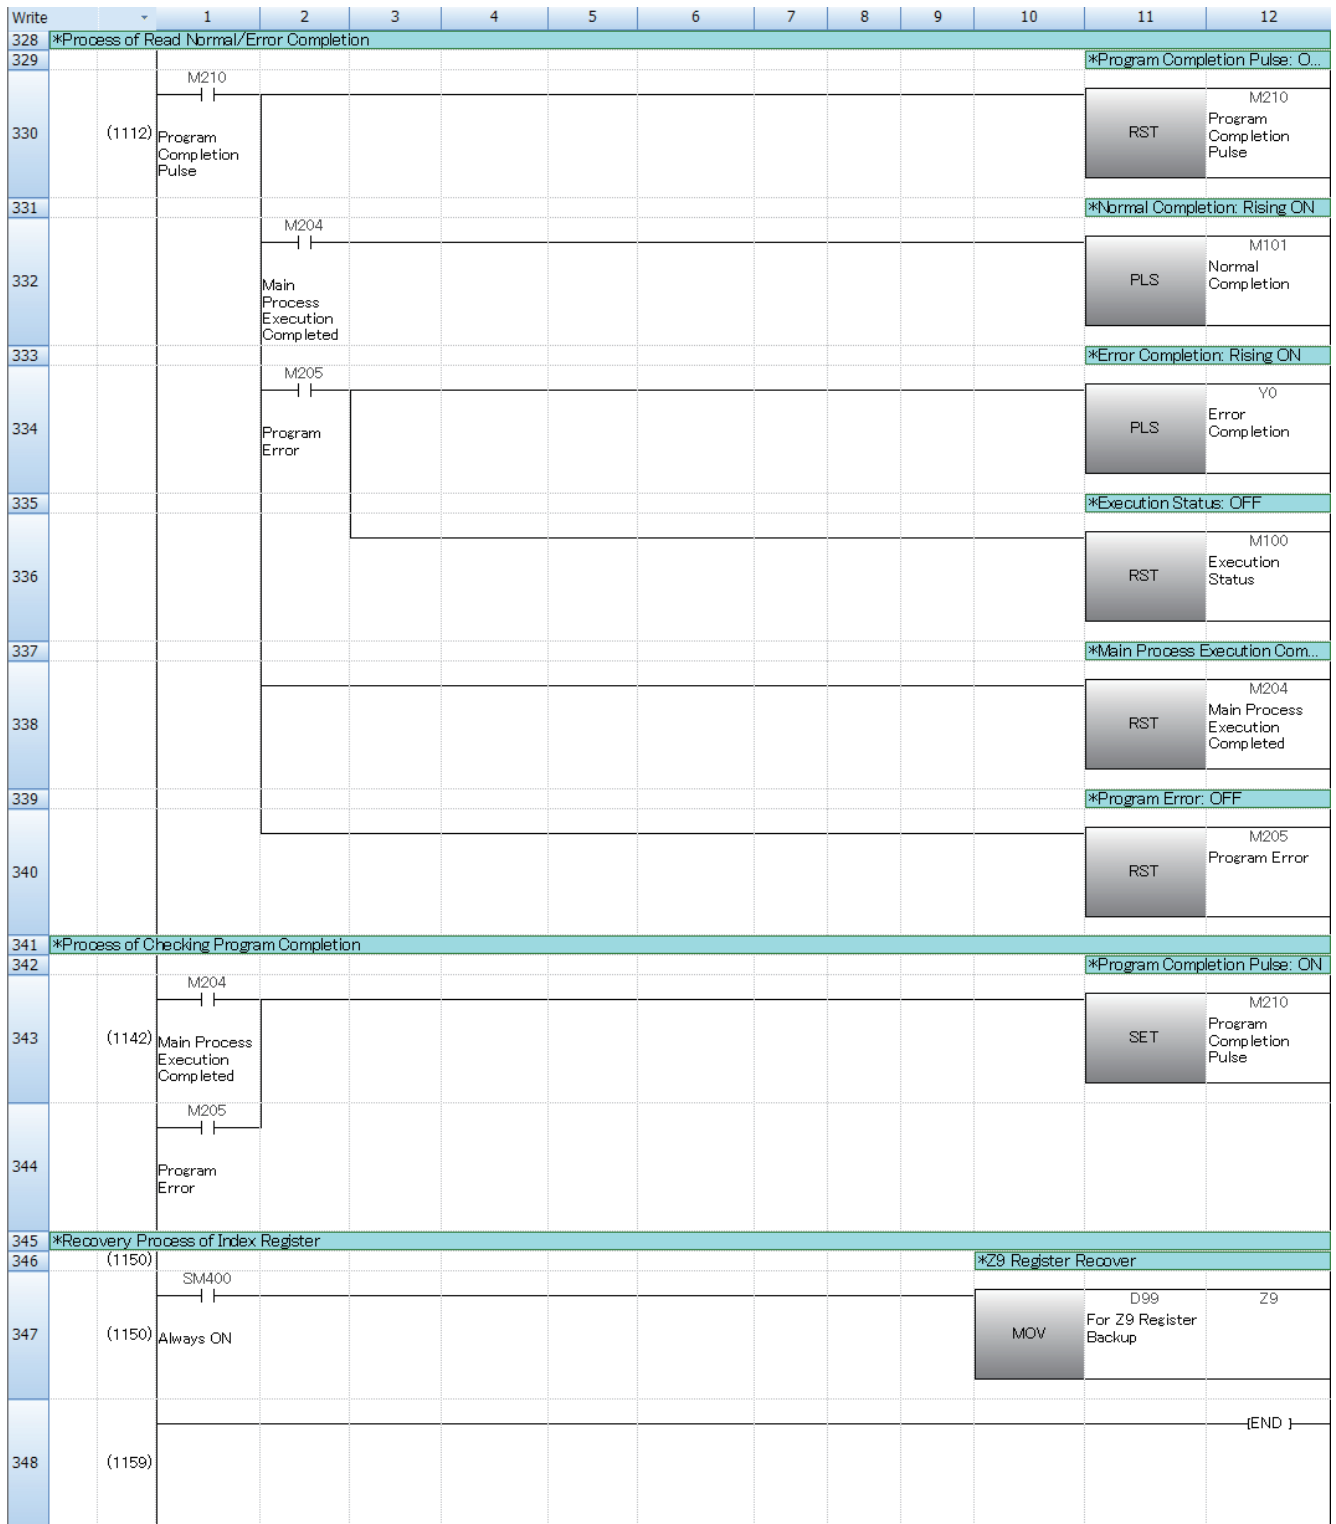 Write 1 2 3 4 5 6 7 8 9 10 11 12
328 *Process of Read Normal/Error Completion
329 *Program Completion Pulse: O...
M210
M210
330 (1112)
Program
Completion
Pulse
RST
Program
Completion
Pulse
331 *Normal Completion: Rising ON
M204
M101
332
Main
Process
Execution
Completed
PLS
Normal
Completion
333 *Error Completion: Rising ON
M205
Y0
334
Program
Error
PLS
Error
Completion
335 *Execution Status: OFF
M100
336
RST
Execution
Status
337 *Main Process Execution Com...
M204
338
RST
Main Process
Execution
Completed
339 *Program Error: OFF
M205
340
RST
Program Error
341 *Process of Checking Program Completion
342 *Program Completion Pulse: ON
M204
M210
343 (1142)
Main Process
Execution
Completed
SET
Program
Completion
Pulse
M205
344
Program
Error
345 *Recovery Process of Index Register
346 (1150) *Z9 Register Recover
SM400
D99 Z9
347 (1150) Always ON
MOV
For Z9 Register
Backup
[END ]
348 (1159)